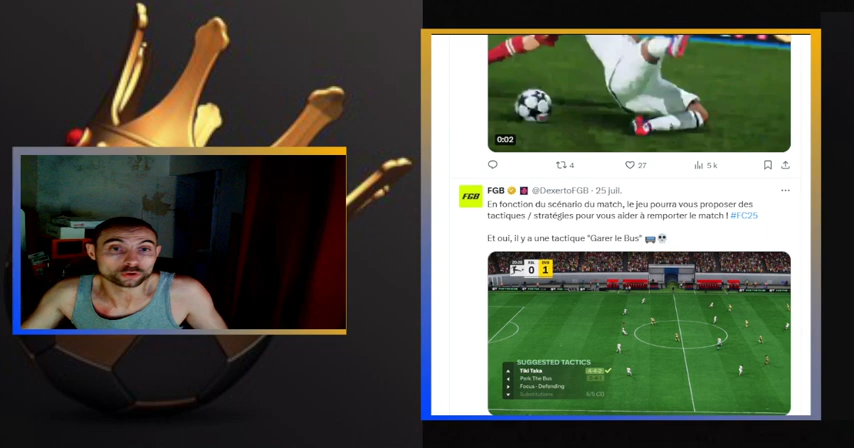 0:02
4
27
5 k
FGB
FGB @DexertoFGB · 25 juil.
En fonction du scénario du match, le jeu pourra vous proposer des
tactiques / stratégies pour vous aider à remporter le match ! #FC25
Et oui, il y a une tactique "Garer le Bus"
0 1
SUGGESTED TACTICS
Tiki Taka
Park The Bus
Focus - Defending
Substitutions